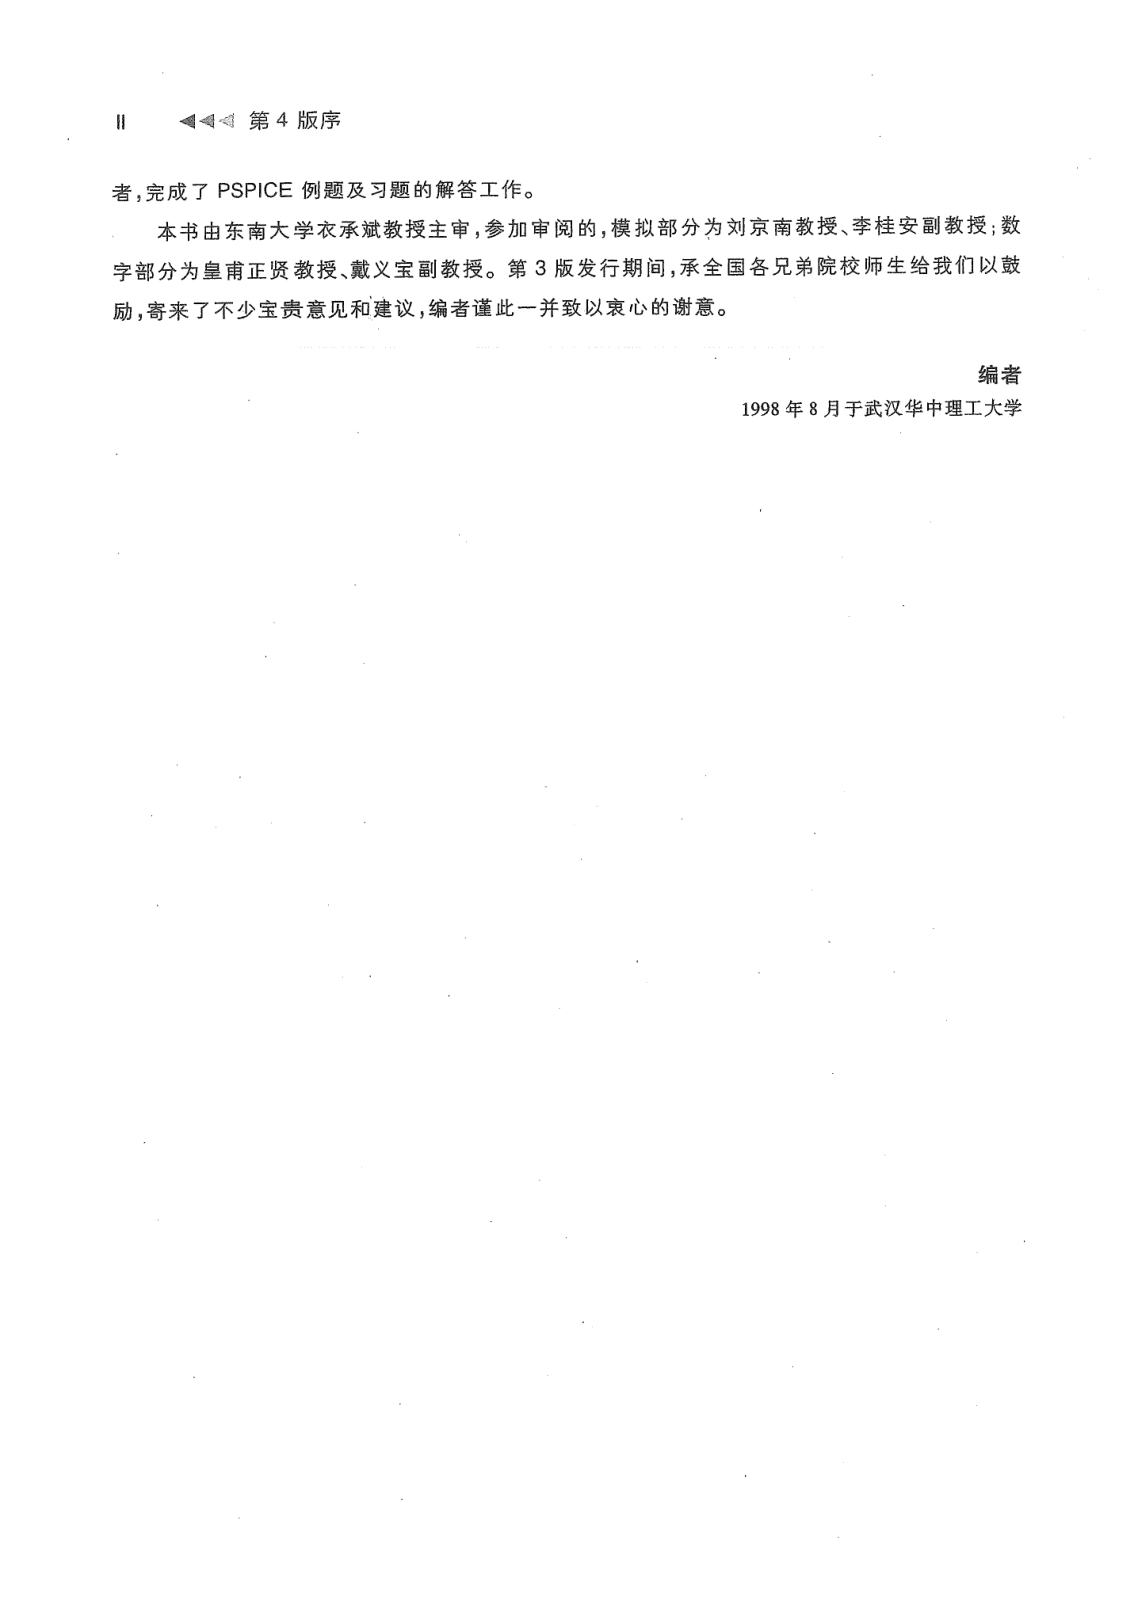 II ◀◀◀ 第 4 版序
者,完成了 PSPICE 例题及习题的解答工作。
本书由东南大学衣承斌教授主审,参加审阅的,模拟部分为刘京南教授、李桂安副教授;数
字部分为皇甫正贤教授、戴义宝副教授。第 3 版发行期间,承全国各兄弟院校师生给我们以鼓
励,寄来了不少宝贵意见和建议,编者谨此一并致以衷心的谢意。
编者
1998 年 8 月于武汉华中理工大学